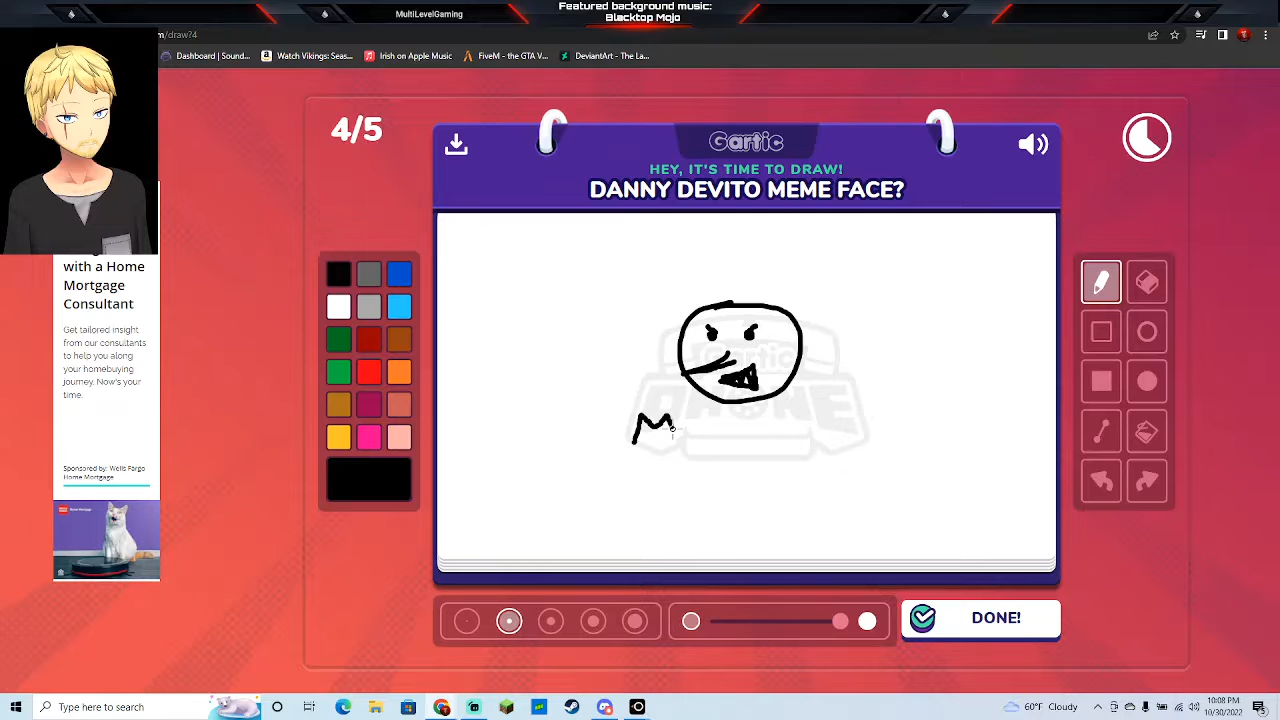 Featured background music:
Blacktop Mojo
MultiLevelGaming
m/draw?4
Dashboard | Sound...
Watch Vikings: Seas...
Irish on Apple Music
FiveM - the GTA V...
DeviantArt - The La...
4/5
Gartic
HEY, IT'S TIME TO DRAW!
DANNY DEVITO MEME FACE?
with a Home
Mortgage
Consultant
Get tailored insight
from our consultants
to help you along
your homebuying
journey. Now's your
time.
Sponsored by: Wells Fargo
Home Mortgage
M
DONE!
Type here to search
60°F Cloudy
10:08 PM
10/30/2022